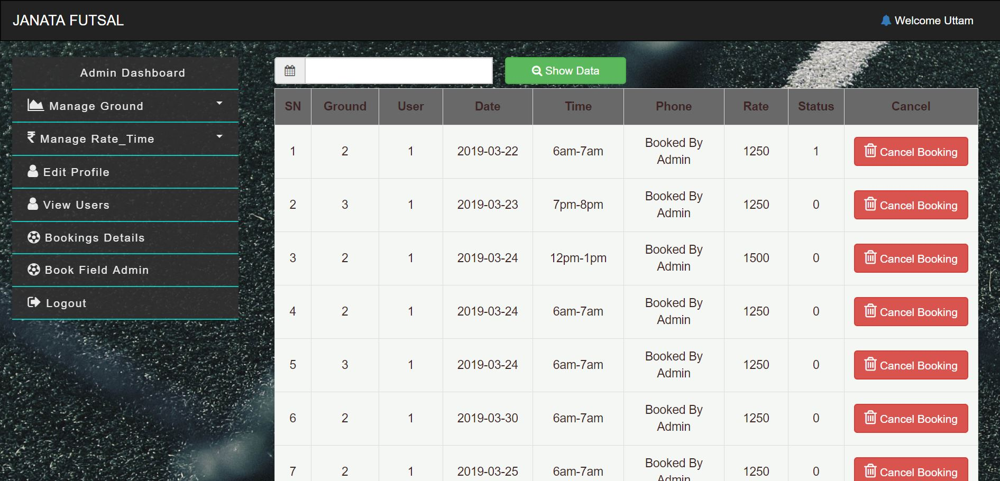 JANATA FUTSAL
Welcome Uttam
Admin Dashboard
Manage Ground
₹ Manage Rate_Time
Edit Profile
View Users
Bookings Details
Book Field Admin
Logout
Show Data
SN Ground User Date Time Phone Rate Status Cancel
1 2 1 2019-03-22 6am-7am Booked By Admin 1250 1 Cancel Booking
2 3 1 2019-03-23 7pm-8pm Booked By Admin 1250 0 Cancel Booking
3 2 1 2019-03-24 12pm-1pm Booked By Admin 1500 0 Cancel Booking
4 2 1 2019-03-24 6am-7am Booked By Admin 1250 0 Cancel Booking
5 3 1 2019-03-24 6am-7am Booked By Admin 1250 0 Cancel Booking
6 2 1 2019-03-30 6am-7am Booked By Admin 1250 0 Cancel Booking
7 2 1 2019-03-25 6am-7am Booked By Admin 1250 0 Cancel Booking